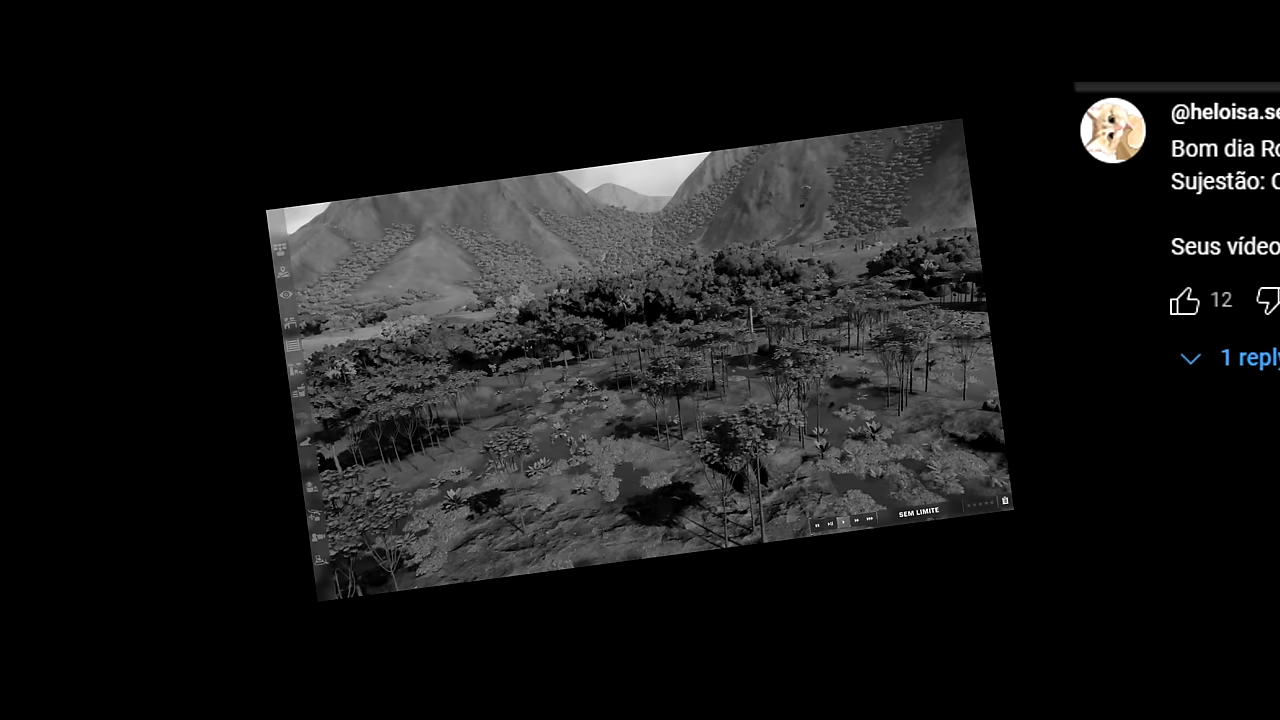 @heloisa.se
Bom dia Ro
Sujestão: C
Seus vídeo
12
1 reply
SEM LIMITE